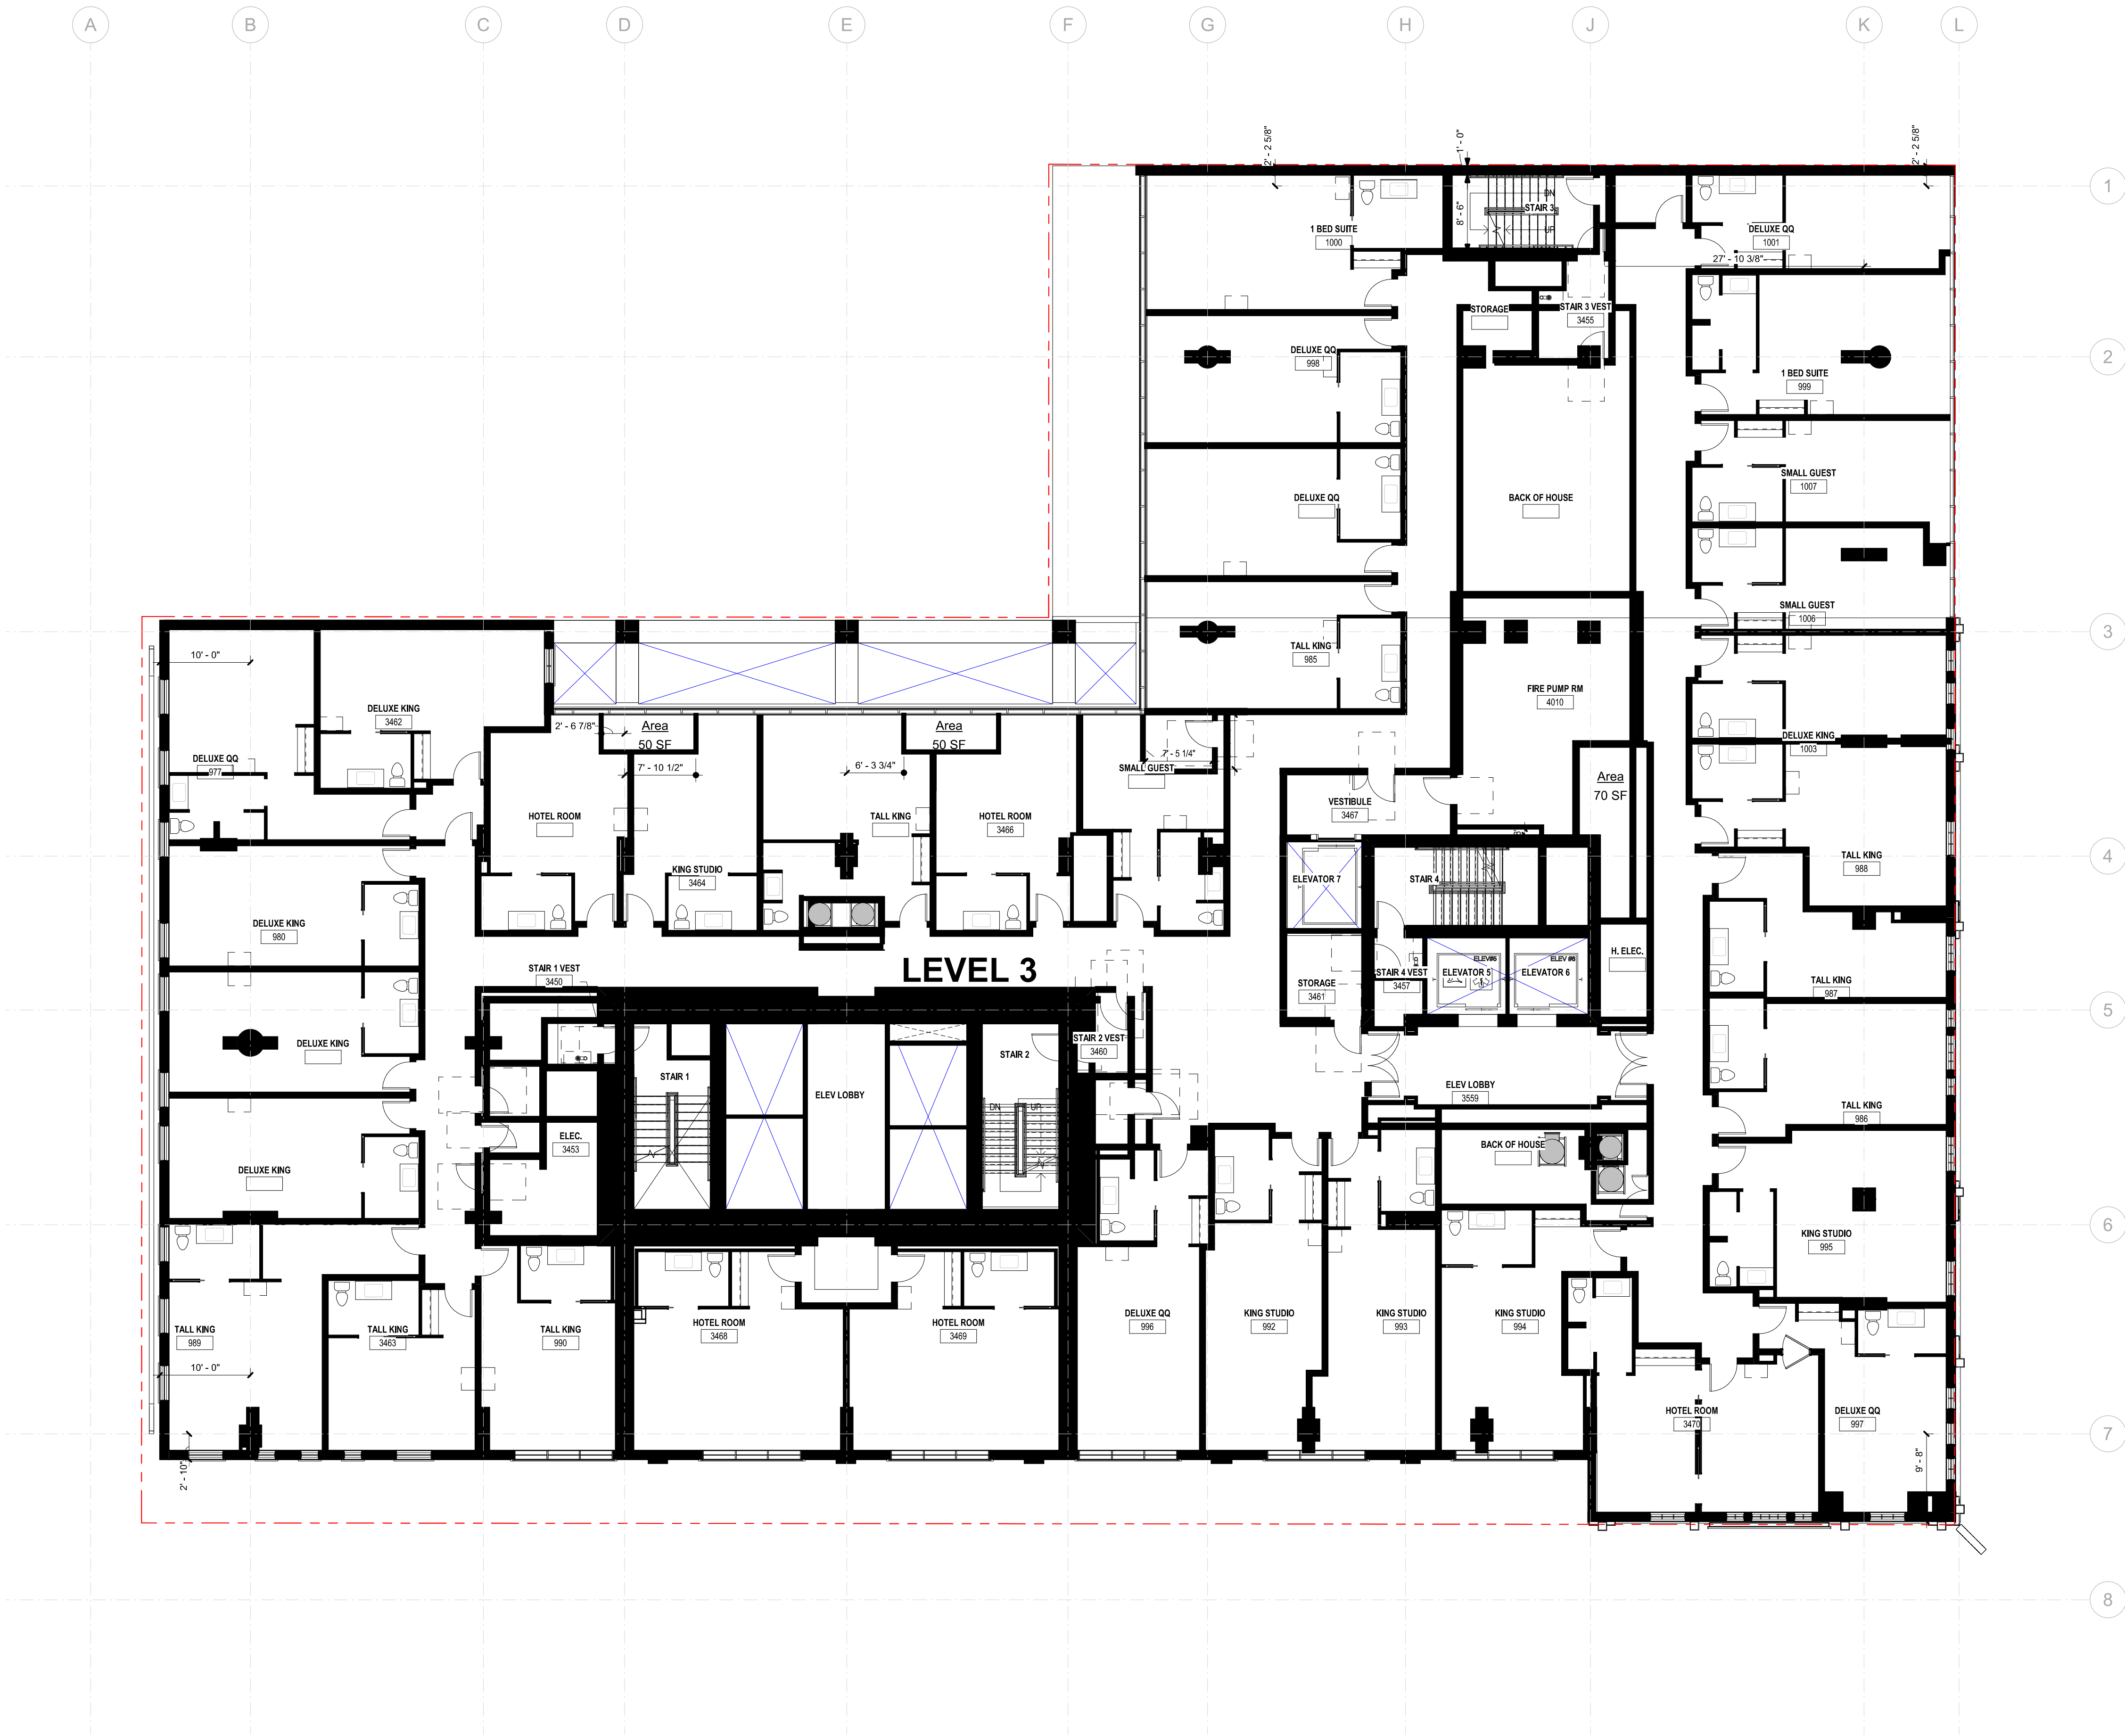 A B C D E F G H J K L
2' - 2 5/8"
1' - 0"
2' - 2 5/8"
1
8' - 6"
DN
STAIR 3
UP
1 BED SUITE
1000
DELUXE QQ
1001
27' - 10 3/8"
STORAGE
STAIR 3 VEST
3455
2
DELUXE QQ
998
1 BED SUITE
999
SMALL GUEST
1007
DELUXE QQ
BACK OF HOUSE
SMALL GUEST
1006
3
10' - 0"
TALL KING
985
FIRE PUMP RM
4010
DELUXE KING
3462
DELUXE KING
1003
2' - 6 7/8"
Area
50 SF
Area
50 SF
7' - 5 1/4"
DELUXE QQ
977
7' - 10 1/2"
6' - 3 3/4"
SMALL GUEST
Area
70 SF
VESTIBULE
3467
HOTEL ROOM
TALL KING
HOTEL ROOM
3466
4
TALL KING
988
KING STUDIO
3464
ELEVATOR 7
STAIR 4
DELUXE KING
980
H. ELEC.
LEVEL 3
STAIR 1 VEST
3450
STORAGE
3461
STAIR 4 VEST
3457
ELEV#5
ELEVATOR 5
ELEV #6
ELEVATOR 6
TALL KING
987
5
DELUXE KING
STAIR 2 VEST
3460
STAIR 2
STAIR 1
ELEV LOBBY
ELEV LOBBY
3559
TALL KING
986
DN
UP
ELEC.
3453
BACK OF HOUSE
DELUXE KING
6
KING STUDIO
995
TALL KING
989
TALL KING
3463
TALL KING
990
HOTEL ROOM
3468
HOTEL ROOM
3469
DELUXE QQ
996
KING STUDIO
992
KING STUDIO
993
KING STUDIO
994
10' - 0"
HOTEL ROOM
3470
DELUXE QQ
997
7
2' - 10"
9' - 8"
8